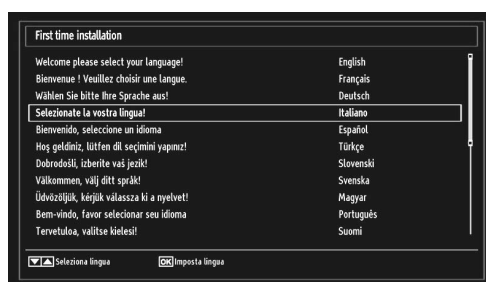 First time installation
Welcome please select your language! English
Bienvenue ! Veuillez choisir une langue. Français
Wählen Sie bitte Ihre Sprache aus! Deutsch
Selezionate la vostra lingua! Italiano
Bienvenido, seleccione un idioma Español
Hoş geldiniz, lütfen dil seçimini yapınız! Türkçe
Dobrodošli, izberite vaš jezik! Slovenski
Välkommen, välj ditt språk! Svenska
Üdvözöljük, kérjük válassza ki a nyelvet! Magyar
Bem-vindo, favor selecionar seu idioma Português
Tervetuloa, valitse kielesi! Suomi
Seleziona lingua OK Imposta lingua